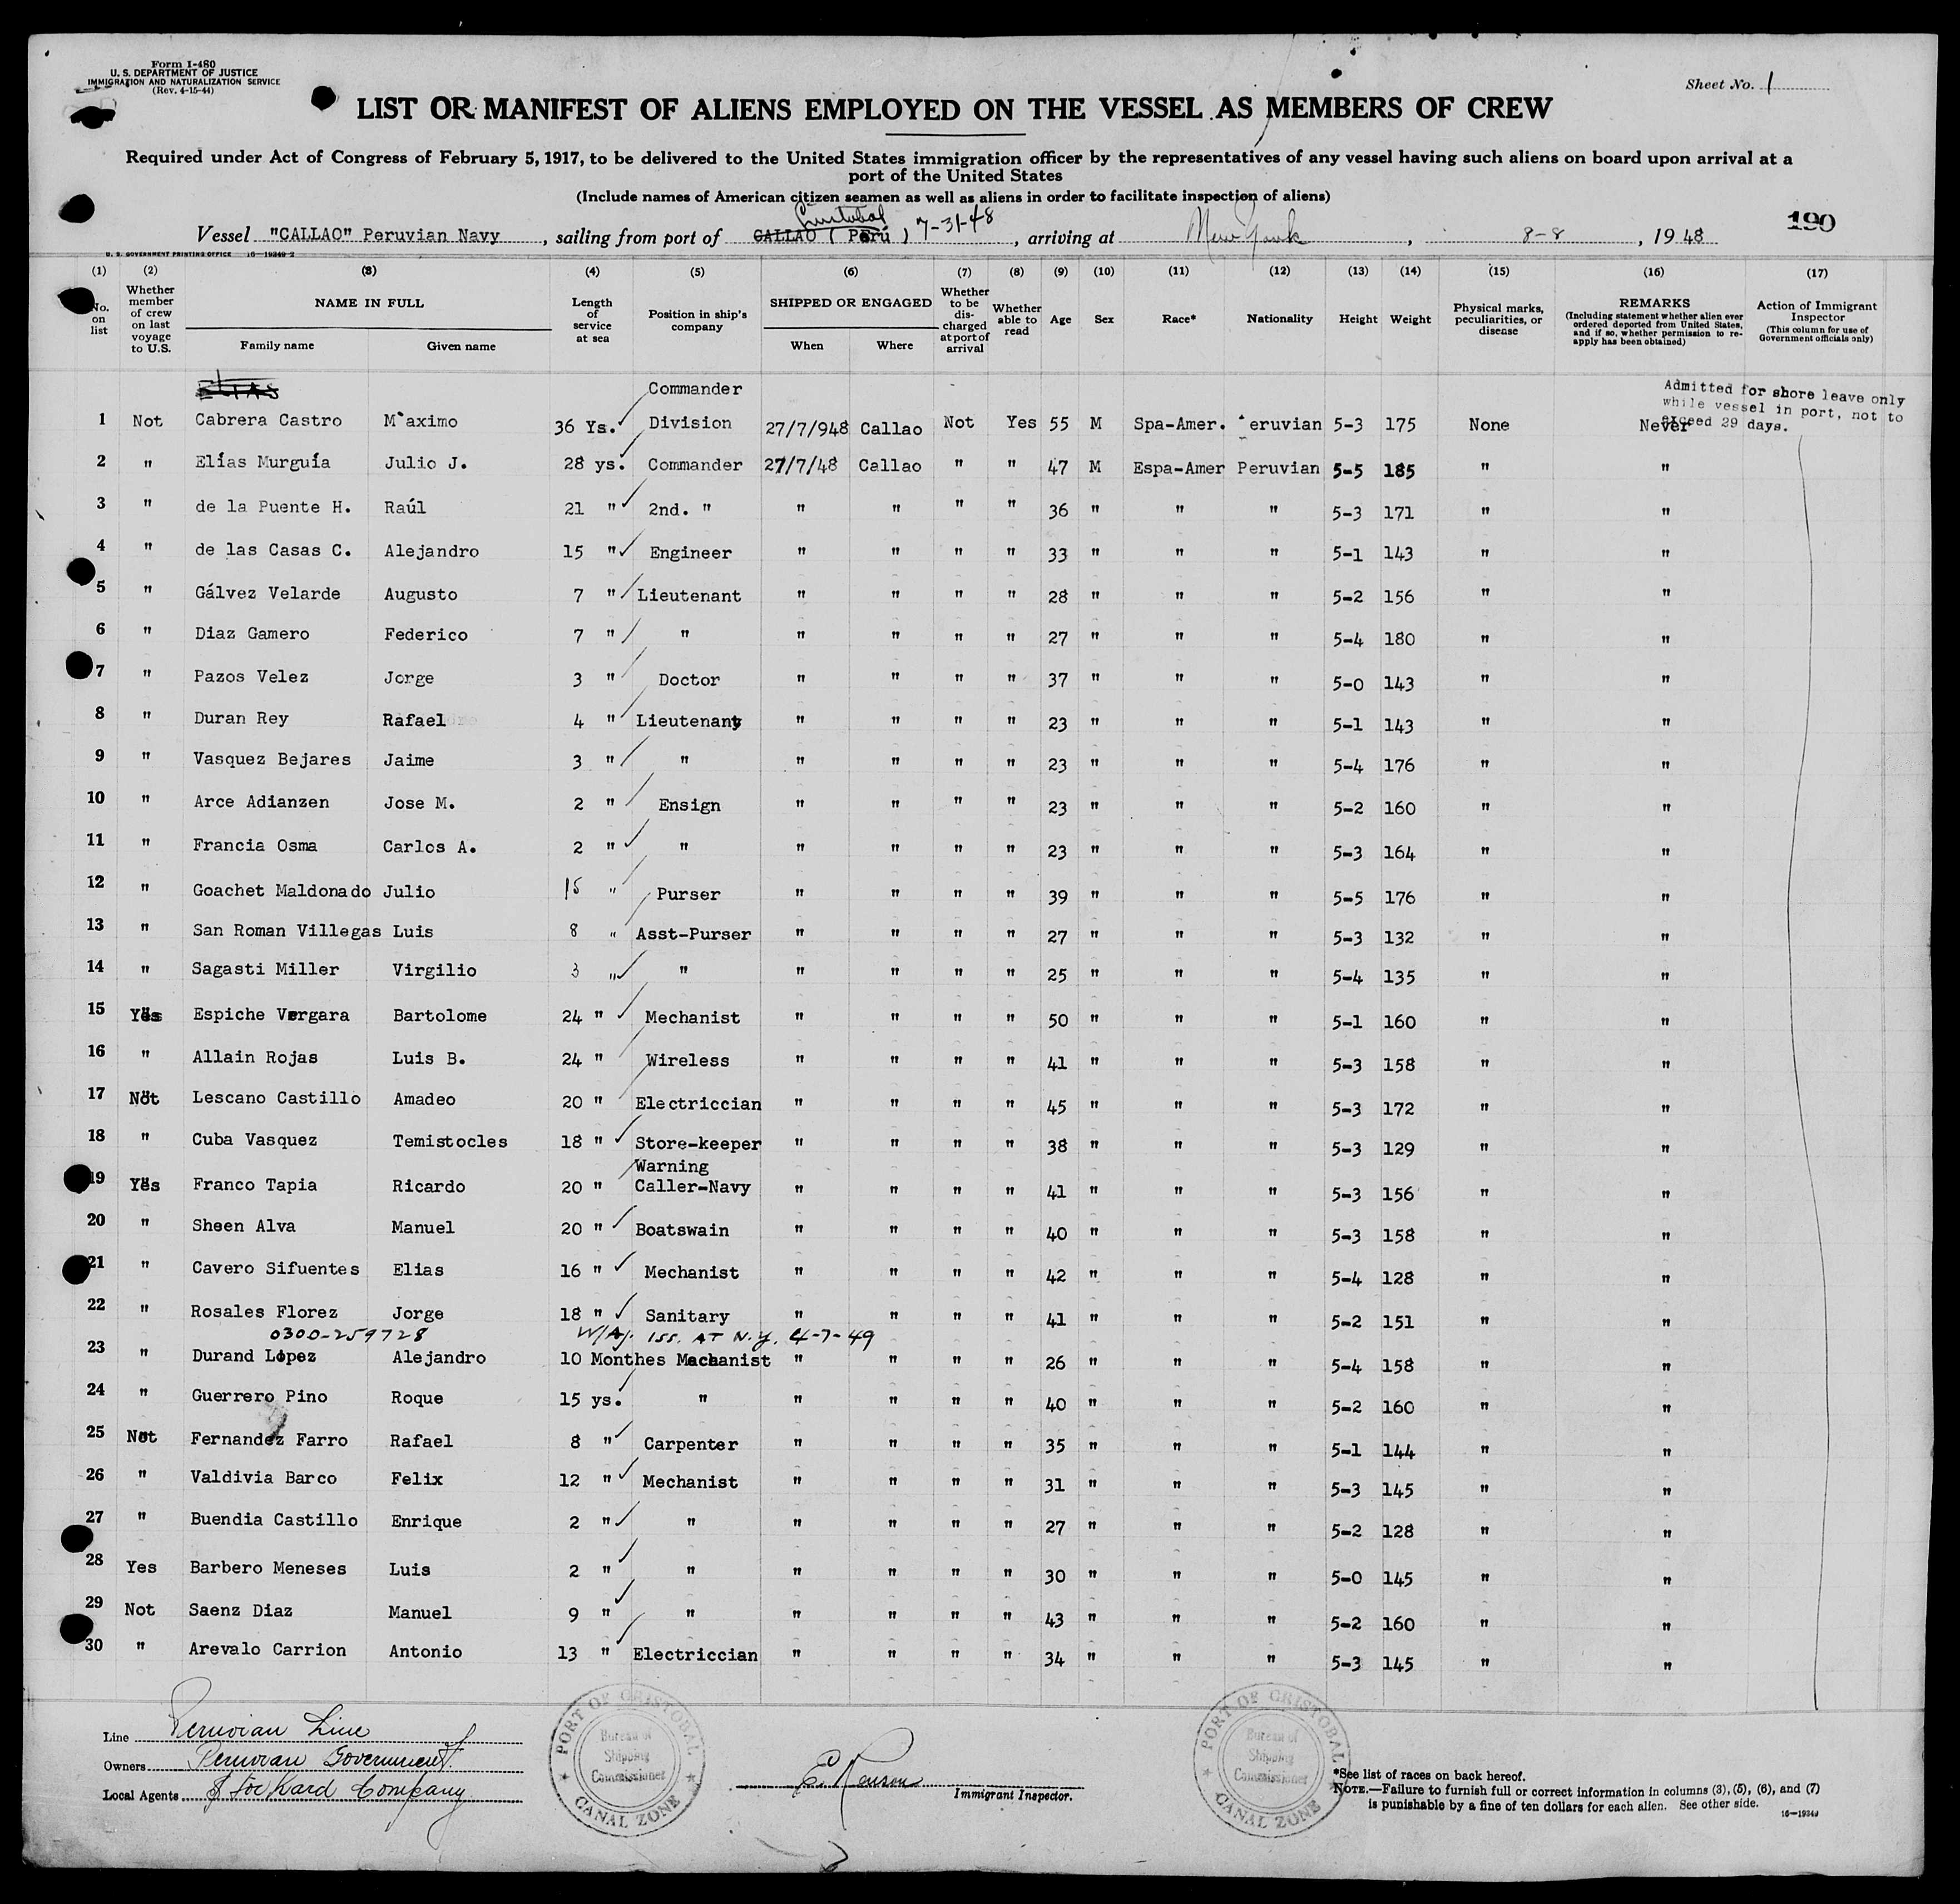 Form I-480
U. S. DEPARTMENT OF JUSTICE
IMMIGRATION AND NATURALIZATION SERVICE
(Rev. 4-15-44)
Sheet No. 1
LIST OR MANIFEST OF ALIENS EMPLOYED ON THE VESSEL AS MEMBERS OF CREW
Required under Act of Congress of February 5, 1917, to be delivered to the United States immigration officer by the representatives of any vessel having such aliens on board upon arrival at a
port of the United States
(Include names of American citizen seamen as well as aliens in order to facilitate inspection of aliens)
190
Cristobal 7-31-48
Vessel "CALLAO" Peruvian Navy, sailing from port of CALLAO ( Perú ), arriving at New York, 8-8, 1948
U. S. GOVERNMENT PRINTING OFFICE 16-19349-2
(1) (2) (3) (4) (5) (6) (7) (8) (9) (10) (11) (12) (13) (14) (15) (16) (17)
No. on list
Whether member of crew on last voyage to U.S.
NAME IN FULL
Family name Given name
Length of service at sea
Position in ship's company
SHIPPED OR ENGAGED
When Where
Whether to be discharged at port of arrival
Whether able to read
Age
Sex
Race*
Nationality
Height
Weight
Physical marks, peculiarities, or disease
REMARKS
(Including statement whether alien ever ordered deported from United States, and if so, whether permission to re-apply has been obtained)
Action of Immigrant Inspector
(This column for use of Government officials only)
ELIAS Commander
Admitted for shore leave only
while vessel in port, not to
exceed 29 days.
1 Not Cabrera Castro M'aximo 36 Ys. Division 27/7/948 Callao Not Yes 55 M Spa-Amer. eruvian 5-3 175 None Never
2 " Elías Murguía Julio J. 28 ys. Commander 27/7/48 Callao " " 47 M Espa-Amer Peruvian 5-5 185 " "
3 " de la Puente H. Raúl 21 " 2nd. " " " " " 36 " " " 5-3 171 " "
4 " de las Casas C. Alejandro 15 " Engineer " " " " 33 " " " 5-1 143 " "
5 " Gálvez Velarde Augusto 7 " Lieutenant " " " " 28 " " " 5-2 156 " "
6 " Diaz Gamero Federico 7 " " " " " " 27 " " " 5-4 180 " "
7 " Pazos Velez Jorge 3 " Doctor " " " " 37 " " " 5-0 143 " "
8 " Duran Rey Rafael 4 " Lieutenant " " " " 23 " " " 5-1 143 " "
9 " Vasquez Bejares Jaime 3 " " " " " " 23 " " " 5-4 176 " "
10 " Arce Adianzen Jose M. 2 " Ensign " " " " 23 " " " 5-2 160 " "
11 " Francia Osma Carlos A. 2 " " " " " " 23 " " " 5-3 164 " "
12 " Goachet Maldonado Julio 15 " Purser " " " " 39 " " " 5-5 176 " "
13 " San Roman Villegas Luis 8 " Asst-Purser " " " " 27 " " " 5-3 132 " "
14 " Sagasti Miller Virgilio 3 " " " " " " 25 " " " 5-4 135 " "
15 Yes Espiche Vergara Bartolome 24 " Mechanist " " " " 50 " " " 5-1 160 " "
16 " Allain Rojas Luis B. 24 " Wireless " " " " 41 " " " 5-3 158 " "
17 Not Lescano Castillo Amadeo 20 " Electriccian " " " " 45 " " " 5-3 172 " "
18 " Cuba Vasquez Temistocles 18 " Store-keeper " " " " 38 " " " 5-3 129 " "
Warning
19 Yes Franco Tapia Ricardo 20 " Caller-Navy " " " " 41 " " " 5-3 156 " "
20 " Sheen Alva Manuel 20 " Boatswain " " " " 40 " " " 5-3 158 " "
21 " Cavero Sifuentes Elias 16 " Mechanist " " " " 42 " " " 5-4 128 " "
22 " Rosales Florez Jorge 18 " Sanitary " " " " 41 " " " 5-2 151 " "
0300-259728 ISS. AT N.Y. 4-7-49
23 " Durand Lopez Alejandro 10 Monthes Mechanist " " " " 26 " " " 5-4 158 " "
24 " Guerrero Pino Roque 15 ys. " " " " " 40 " " " 5-2 160 " "
25 Not Fernandez Farro Rafael 8 " Carpenter " " " " 35 " " " 5-1 144 " "
26 " Valdivia Barco Felix 12 " Mechanist " " " " 31 " " " 5-3 145 " "
27 " Buendia Castillo Enrique 2 " " " " " " 27 " " " 5-2 128 " "
28 Yes Barbero Meneses Luis 2 " " " " " " 30 " " " 5-0 145 " "
29 Not Saenz Diaz Manuel 9 " " " " " " 43 " " " 5-2 160 " "
30 " Arevalo Carrion Antonio 13 " Electriccian " " " " 34 " " " 5-3 145 " "
Line Peruvian Line
Owners Peruvian Government.
Local Agents Stockard Company
PORT OF CRISTOBAL
Bureau of
Shipping
Commissioner
CANAL ZONE
Immigrant Inspector.
PORT OF CRISTOBAL
Bureau of
Shipping
Commissioner
CANAL ZONE
*See list of races on back hereof.
NOTE.—Failure to furnish full or correct information in columns (3), (5), (6), and (7)
is punishable by a fine of ten dollars for each alien. See other side.
16-19349